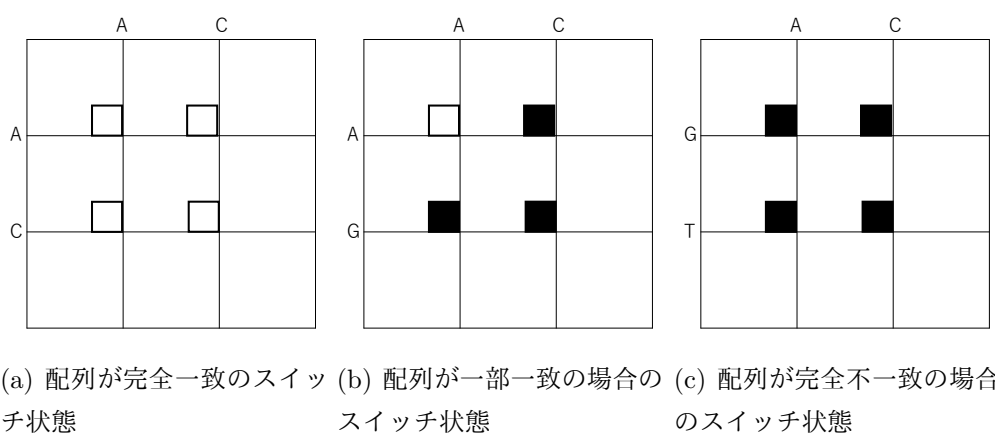 A C
A
C
(a) 配列が完全一致のスイッ
チ状態
A C
A
G
(b) 配列が一部一致の場合の
スイッチ状態
A C
G
T
(c) 配列が完全不一致の場合
のスイッチ状態